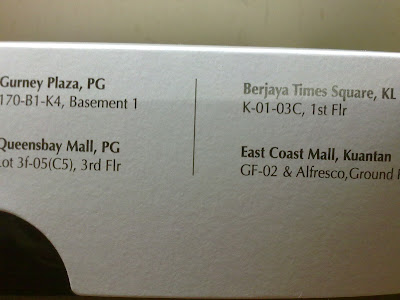 Gurney Plaza, PG
170-B1-K4, Basement 1
Queensbay Mall, PG
Lot 3f-05(C5), 3rd Flr
Berjaya Times Square, KL
K-01-03C, 1st Flr
East Coast Mall, Kuantan
GF-02 & Alfresco,Ground